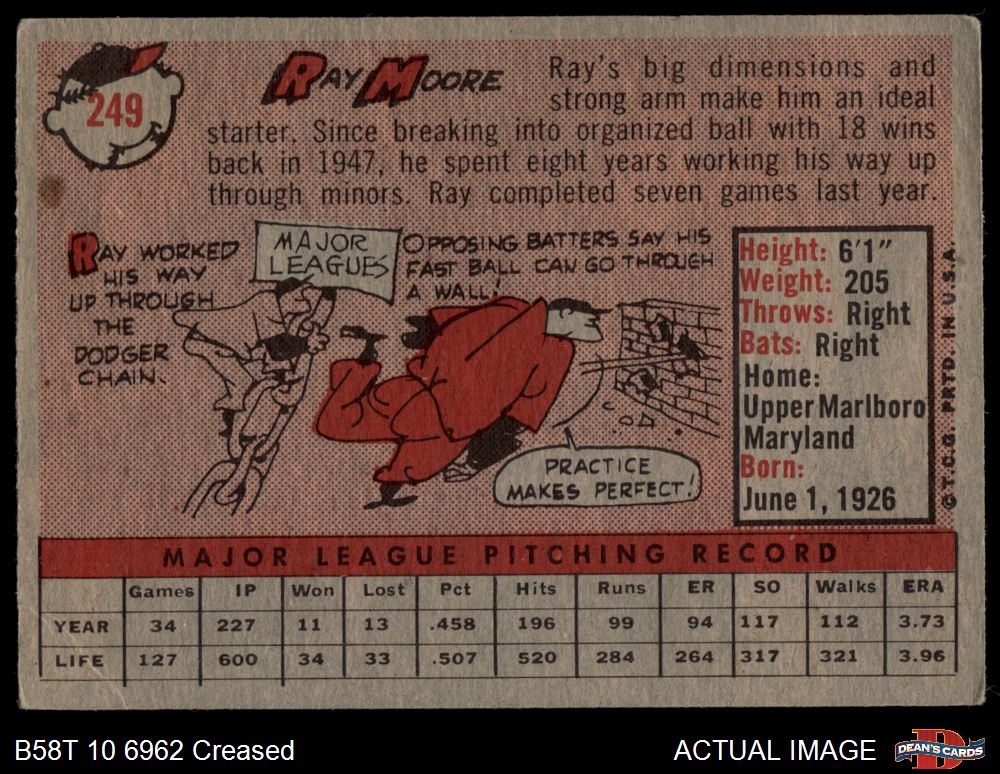 249
RAY MOORE
Ray's big dimensions and
strong arm make him an ideal
starter. Since breaking into organized ball with 18 wins
back in 1947, he spent eight years working his way up
through minors. Ray completed seven games last year.
RAY WORKED
HIS WAY
UP THROUGH
THE
DODGER
CHAIN.
MAJOR
LEAGUES
OPPOSING BATTERS SAY HIS
FAST BALL CAN GO THROUGH
A WALL!
PRACTICE
MAKES PERFECT!
Height: 6'1"
Weight: 205
Throws: Right
Bats: Right
Home:
Upper Marlboro
Maryland
Born:
June 1, 1926
© T.C.G. PRTD. IN U.S.A.
MAJOR LEAGUE PITCHING RECORD
Games IP Won Lost Pct Hits Runs ER SO Walks ERA
YEAR 34 227 11 13 .458 196 99 94 117 112 3.73
LIFE 127 600 34 33 .507 520 284 264 317 321 3.96
B58T 10 6962 Creased
ACTUAL IMAGE
DEAN'S CARDS